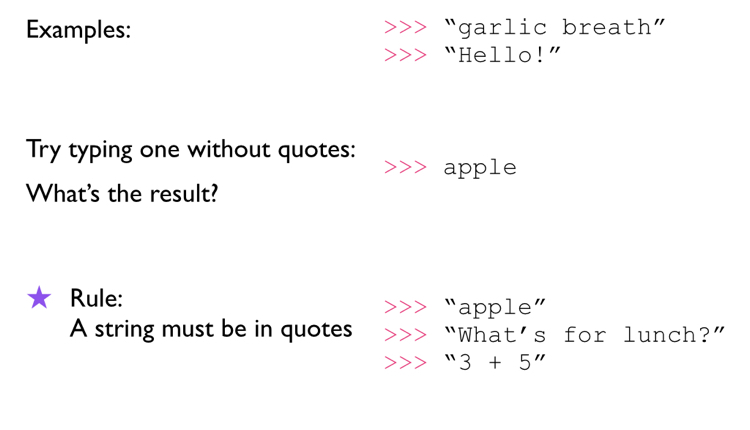 Examples:
>>> “garlic breath”
>>> “Hello!”
Try typing one without quotes:
>>> apple
What’s the result?
Rule:
A string must be in quotes
>>> “apple”
>>> “What’s for lunch?”
>>> “3 + 5”